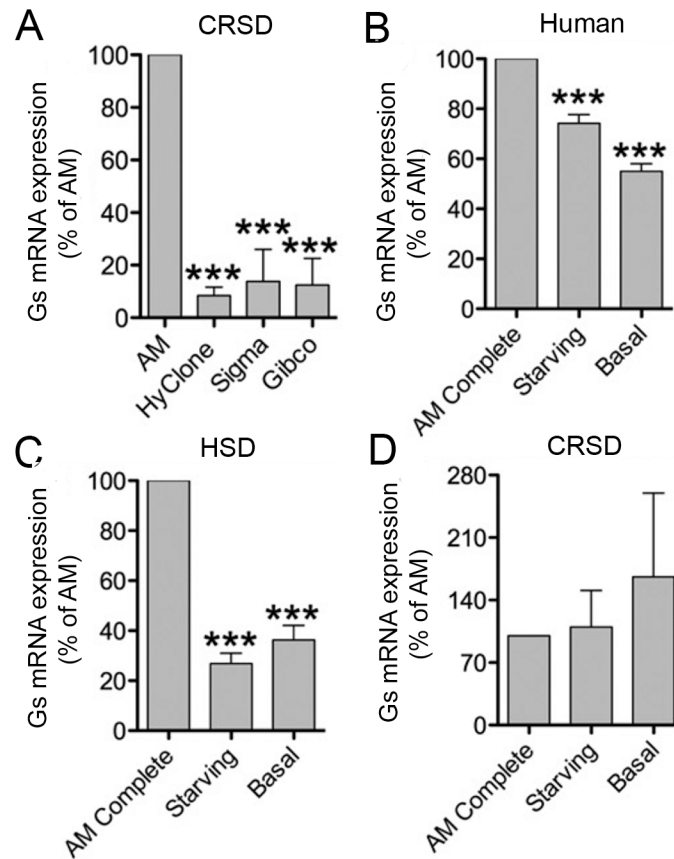 A
CRSD
Gs mRNA expression
(% of AM)
100
80
60
40
20
0
***
***
***
AM
HyClone
Sigma
Gibco
B
Human
Gs mRNA expression
(% of AM)
100
80
60
40
20
0
***
***
AM Complete
Starving
Basal
C
HSD
Gs mRNA expression
(% of AM)
100
80
60
40
20
0
***
***
AM Complete
Starving
Basal
D
CRSD
Gs mRNA expression
(% of AM)
280
210
140
70
0
AM Complete
Starving
Basal